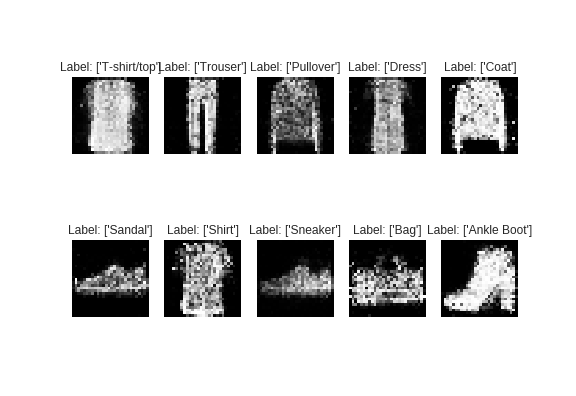 Label: ['T-shirt/top'] Label: ['Trouser'] Label: ['Pullover'] Label: ['Dress'] Label: ['Coat']
Label: ['Sandal'] Label: ['Shirt'] Label: ['Sneaker'] Label: ['Bag'] Label: ['Ankle Boot']